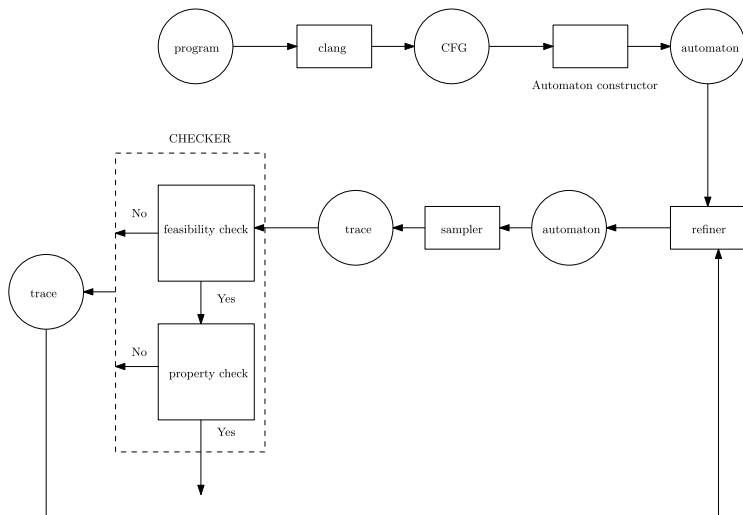 program
clang
CFG
automaton
Automaton constructor
CHECKER
No
feasibility check
trace
sampler
automaton
refiner
trace
Yes
No
property check
Yes